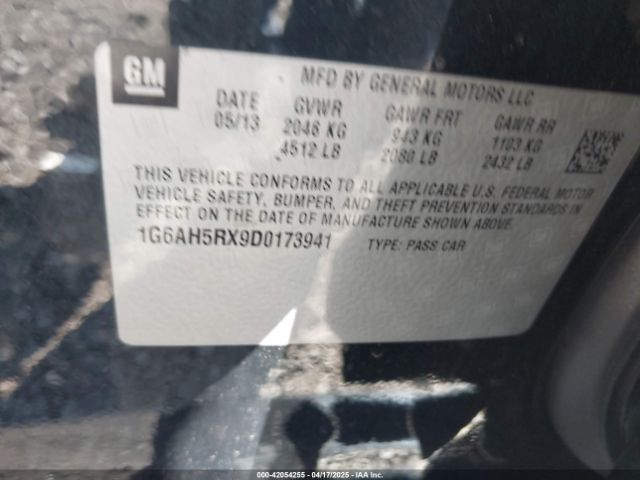 GM
MFD BY GENERAL MOTORS LLC
DATE GVWR GAWR FRT GAWR RR
05/13 2046 KG 943 KG 1103 KG
4512 LB 2080 LB 2432 LB
THIS VEHICLE CONFORMS TO ALL APPLICABLE U.S. FEDERAL MOTOR
VEHICLE SAFETY, BUMPER, AND THEFT PREVENTION STANDARDS IN
EFFECT ON THE DATE OF MANUFACTURE SHOWN ABOVE.
1G6AH5RX9D0173941 TYPE: PASS CAR
000-42054255 - 04/17/2025 - IAAI.COM